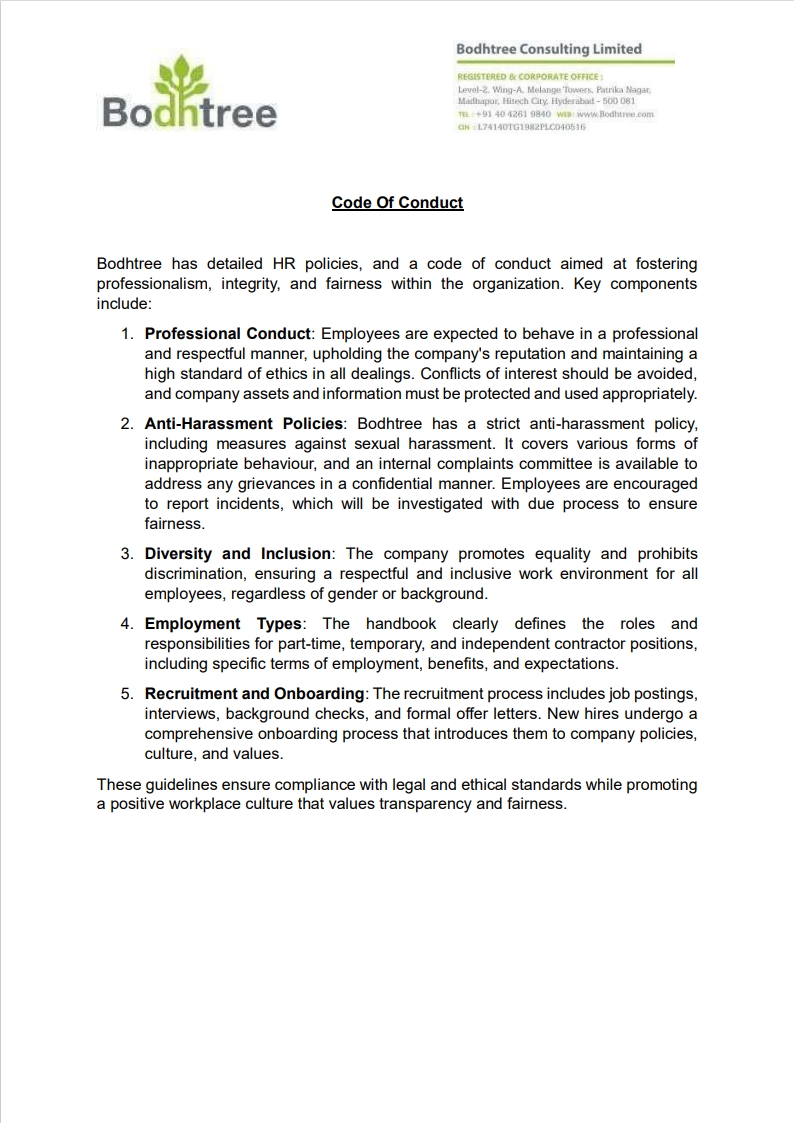 Bodhtree
Bodhtree Consulting Limited
REGISTERED & CORPORATE OFFICE :
Level-2, Wing-A, Melange Towers, Patrika Nagar,
Madhapur, Hitech City, Hyderabad - 500 081
TEL : +91 40 4261 9840 WEB : www.Bodhtree.com
CIN : L74140TG1982PLC040516
Code Of Conduct
Bodhtree has detailed HR policies, and a code of conduct aimed at fostering
professionalism, integrity, and fairness within the organization. Key components
include:
1. Professional Conduct: Employees are expected to behave in a professional
and respectful manner, upholding the company's reputation and maintaining a
high standard of ethics in all dealings. Conflicts of interest should be avoided,
and company assets and information must be protected and used appropriately.
2. Anti-Harassment Policies: Bodhtree has a strict anti-harassment policy,
including measures against sexual harassment. It covers various forms of
inappropriate behaviour, and an internal complaints committee is available to
address any grievances in a confidential manner. Employees are encouraged
to report incidents, which will be investigated with due process to ensure
fairness.
3. Diversity and Inclusion: The company promotes equality and prohibits
discrimination, ensuring a respectful and inclusive work environment for all
employees, regardless of gender or background.
4. Employment Types: The handbook clearly defines the roles and
responsibilities for part-time, temporary, and independent contractor positions,
including specific terms of employment, benefits, and expectations.
5. Recruitment and Onboarding: The recruitment process includes job postings,
interviews, background checks, and formal offer letters. New hires undergo a
comprehensive onboarding process that introduces them to company policies,
culture, and values.
These guidelines ensure compliance with legal and ethical standards while promoting
a positive workplace culture that values transparency and fairness.